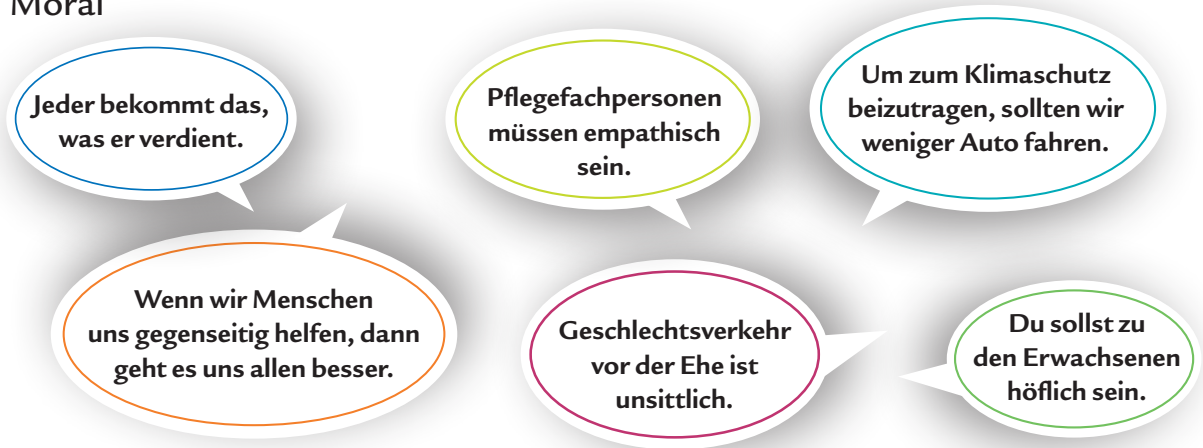 Moral
Jeder bekommt das,
was er verdient.
Pflegefachpersonen
müssen empathisch
sein.
Um zum Klimaschutz
beizutragen, sollten wir
weniger Auto fahren.
Wenn wir Menschen
uns gegenseitig helfen, dann
geht es uns allen besser.
Geschlechtsverkehr
vor der Ehe ist
unsittlich.
Du sollst zu
den Erwachsenen
höflich sein.